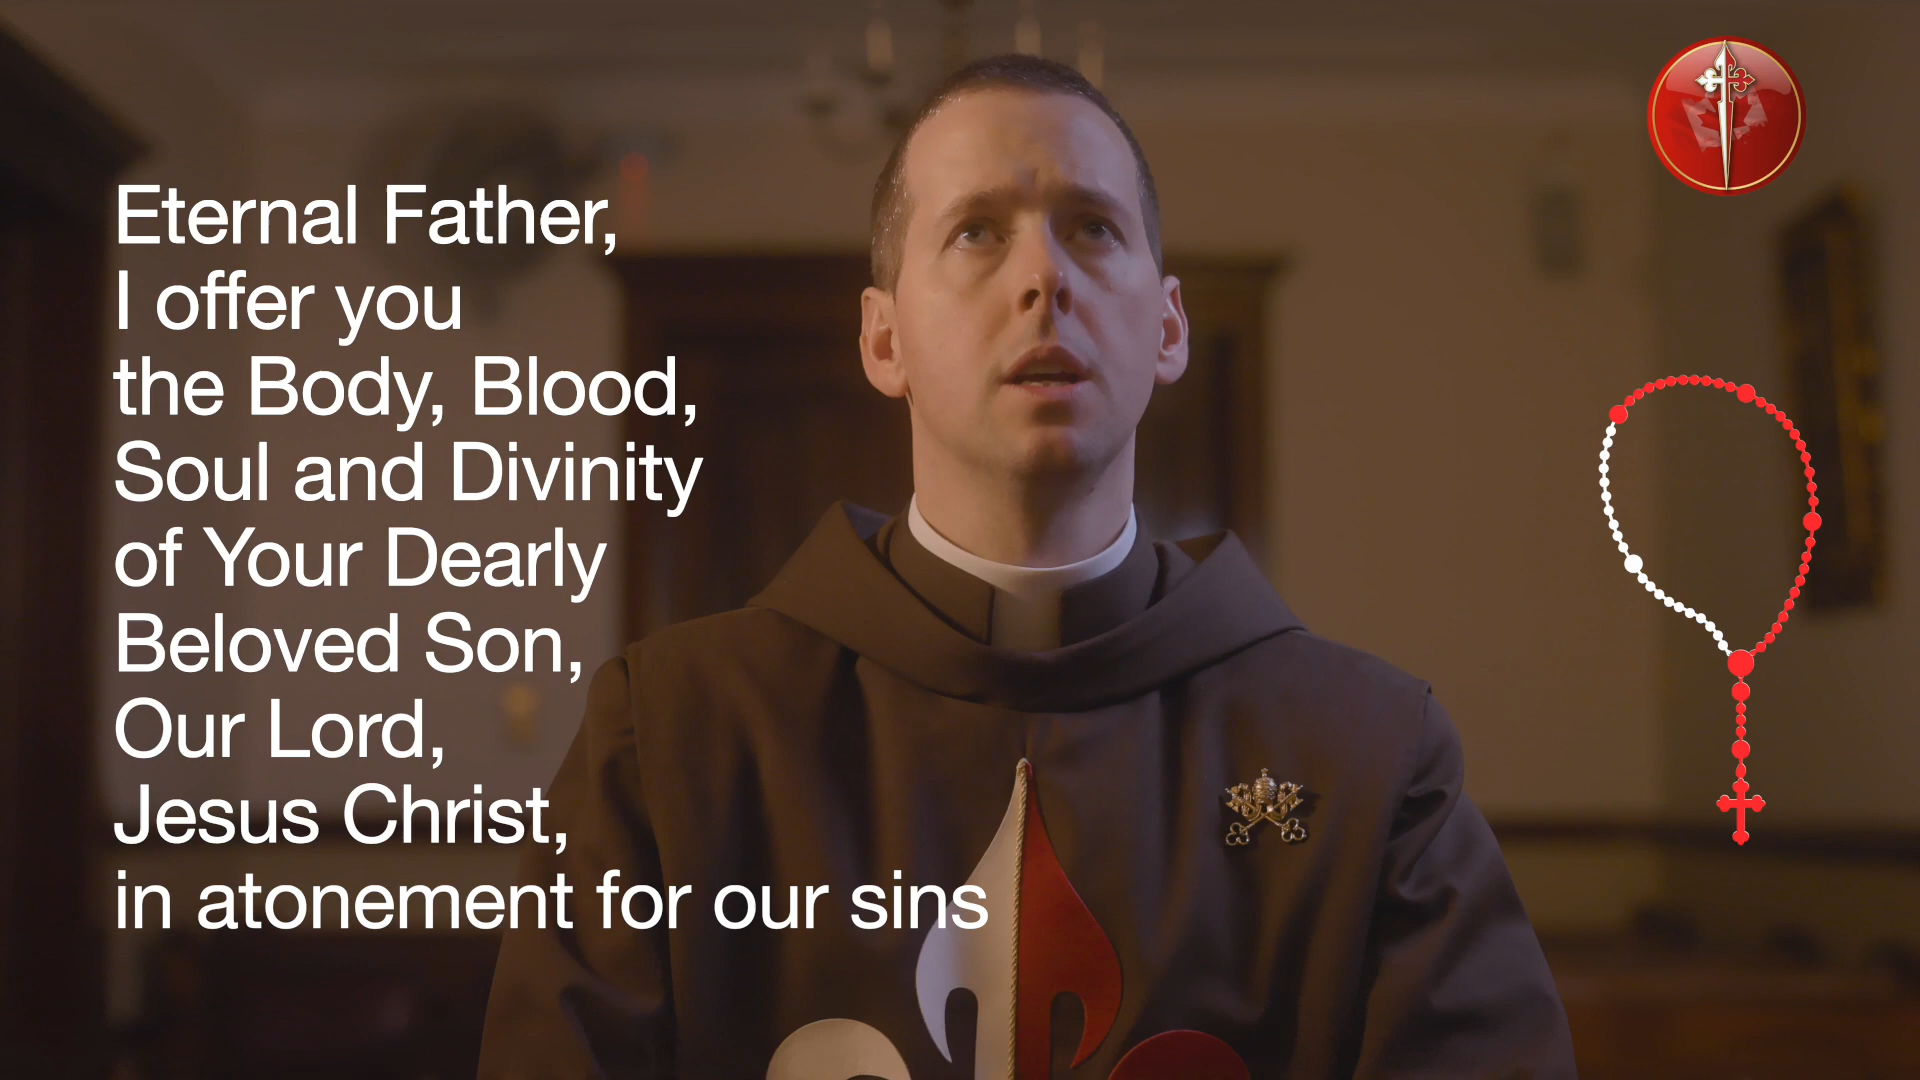 Eternal Father,
I offer you
the Body, Blood,
Soul and Divinity
of Your Dearly
Beloved Son,
Our Lord,
Jesus Christ,
in atonement for our sins